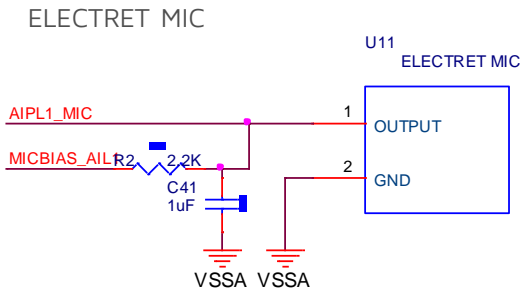 ELECTRET MIC
U11
ELECTRET MIC
AIPL1_MIC
1
OUTPUT
MICBIAS_AIL1
R2
2.2K
2
GND
C41
1uF
VSSA
VSSA